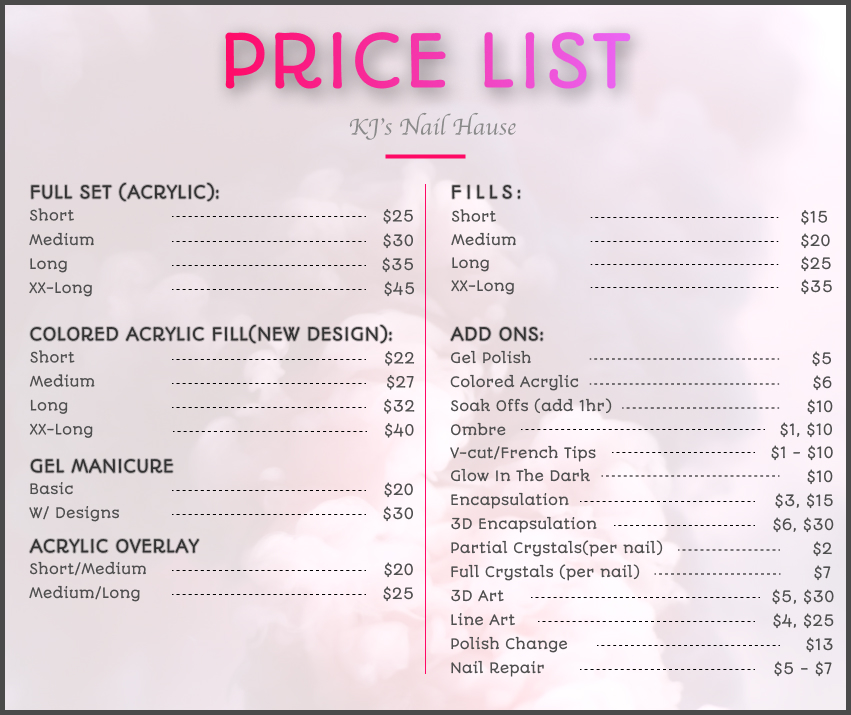 PRICE LIST
KJ's Nail Hause
FULL SET (ACRYLIC):
Short $25
Medium $30
Long $35
XX-Long $45
COLORED ACRYLIC FILL(NEW DESIGN):
Short $22
Medium $27
Long $32
XX-Long $40
GEL MANICURE
Basic $20
W/ Designs $30
ACRYLIC OVERLAY
Short/Medium $20
Medium/Long $25
FILLS:
Short $15
Medium $20
Long $25
XX-Long $35
ADD ONS:
Gel Polish $5
Colored Acrylic $6
Soak Offs (add 1hr) $10
Ombre $1, $10
V-cut/French Tips $1 - $10
Glow In The Dark $10
Encapsulation $3, $15
3D Encapsulation $6, $30
Partial Crystals(per nail) $2
Full Crystals (per nail) $7
3D Art $5, $30
Line Art $4, $25
Polish Change $13
Nail Repair $5 - $7